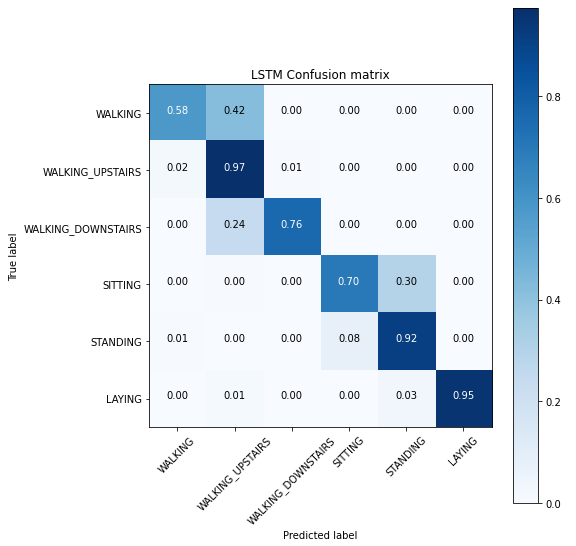 LSTM Confusion matrix
WALKING 0.58 0.42 0.00 0.00 0.00 0.00
WALKING_UPSTAIRS 0.02 0.97 0.01 0.00 0.00 0.00
WALKING_DOWNSTAIRS 0.00 0.24 0.76 0.00 0.00 0.00
SITTING 0.00 0.00 0.00 0.70 0.30 0.00
STANDING 0.01 0.00 0.00 0.08 0.92 0.00
LAYING 0.00 0.01 0.00 0.00 0.03 0.95
True label
WALKING
WALKING_UPSTAIRS
WALKING_DOWNSTAIRS
SITTING
STANDING
LAYING
Predicted label
0.8
0.6
0.4
0.2
0.0